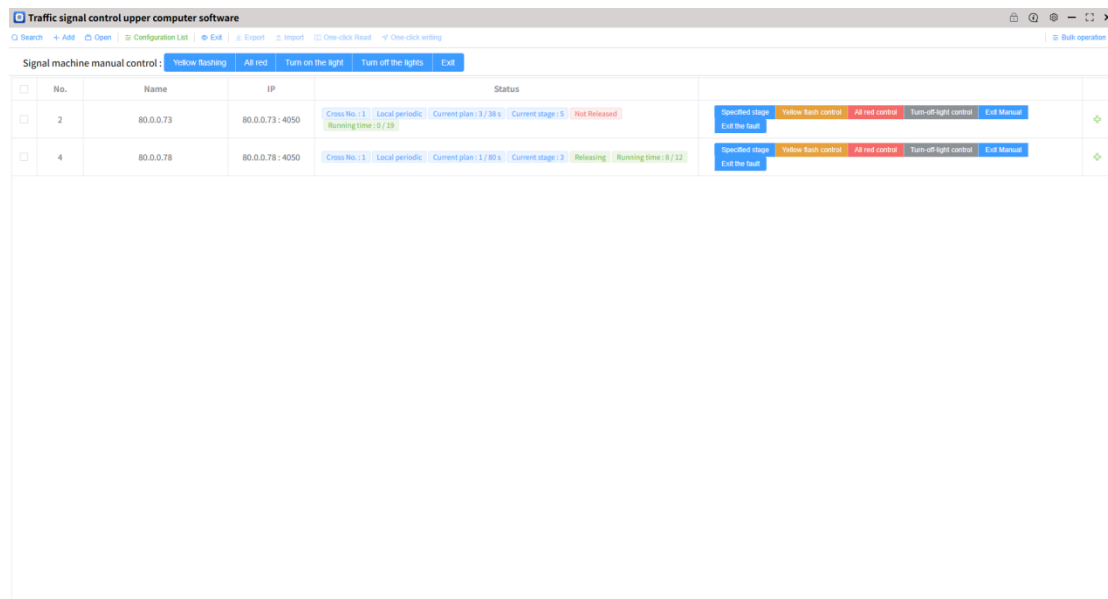 Traffic signal control upper computer software
Search + Add Open Configuration List Exit Export Import One-click Read One-click writing Bulk operation
Signal machine manual control : Yellow flashing All red Turn on the light Turn off the lights Exit
No. Name IP Status
2 80.0.0.73 80.0.0.73 : 4050 Cross No. : 1 Local periodic Current plan : 3 / 38 s Current stage : 5 Not Released Specified stage Yellow flash control All red control Turn-off-light control Exit Manual
Running time : 0 / 19 Exit the fault
4 80.0.0.78 80.0.0.78 : 4050 Cross No. : 1 Local periodic Current plan : 1 / 80 s Current stage : 3 Releasing Running time : 8 / 12 Specified stage Yellow flash control All red control Turn-off-light control Exit Manual
Exit the fault